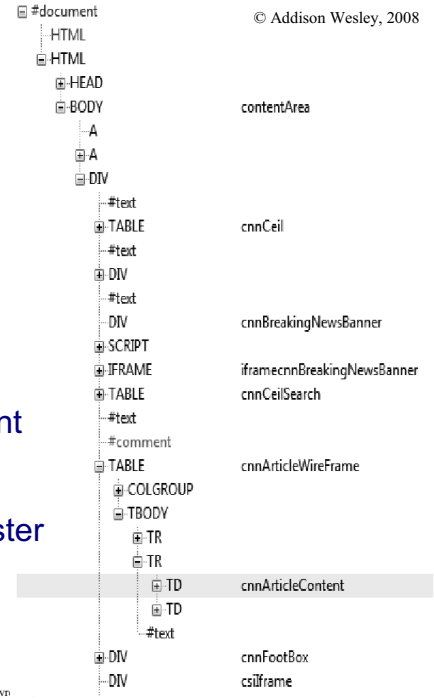 #document © Addison Wesley, 2008
HTML
HTML
HEAD
BODY contentArea
A
A
DIV
#text
TABLE cnnCeil
#text
DIV
#text
DIV cnnBreakingNewsBanner
SCRIPT
IFRAME iframecnnBreakingNewsBanner
TABLE cnnCeilSearch
#text
#comment
TABLE cnnArticleWireFrame
COLGROUP
TBODY
TR
TR
TD cnnArticleContent
TD
#text
DIV cnnFootBox
DIV csiIframe